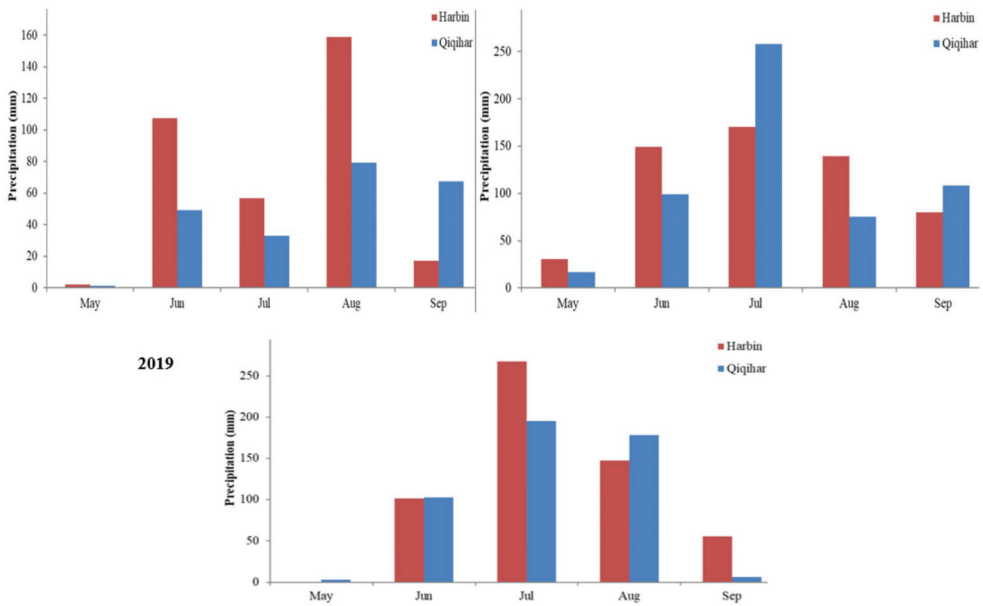 Harbin
Qiqihar
Precipitation (mm)
160
140
120
100
80
60
40
20
0
May Jun Jul Aug Sep
Harbin
Qiqihar
Precipitation (mm)
250
200
150
100
50
0
May Jun Jul Aug Sep
2019
Harbin
Qiqihar
Precipitation (mm)
250
200
150
100
50
0
May Jun Jul Aug Sep